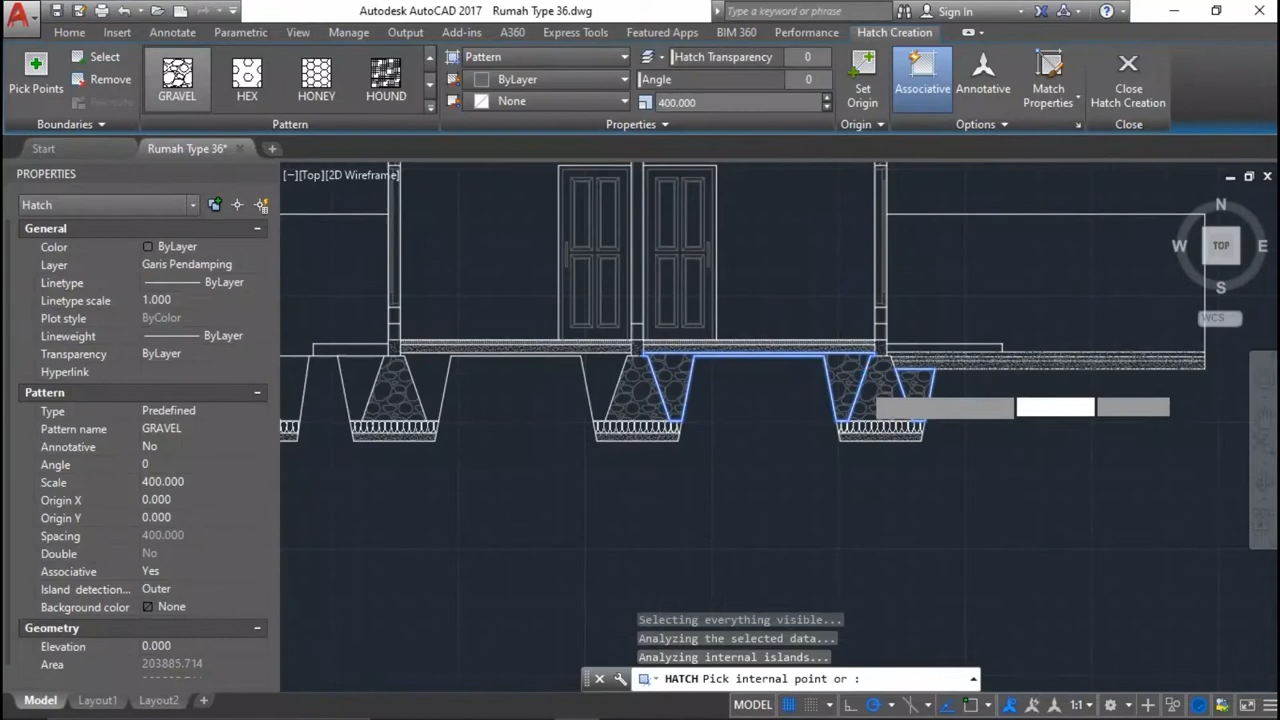 Autodesk AutoCAD 2017 Rumah Type 36.dwg
Type a keyword or phrase
Sign In
Home Insert Annotate Parametric View Manage Output Add-ins A360 Express Tools Featured Apps BIM 360 Performance Hatch Creation
Pick Points
Select
Remove
Recreate
Boundaries
GRAVEL
HEX
HONEY
HOUND
Pattern
Pattern
ByLayer
None
Hatch Transparency 0
Angle 0
400.000
Properties
Set
Origin
Origin
Associative
Annotative
Match
Properties
Options
Close
Hatch Creation
Close
Start
Rumah Type 36*
PROPERTIES
[−][Top][2D Wireframe]
Hatch
General
Color ByLayer
Layer Garis Pendamping
Linetype ByLayer
Linetype scale 1.000
Plot style ByColor
Lineweight ByLayer
Transparency ByLayer
Hyperlink
Pattern
Type Predefined
Pattern name GRAVEL
Annotative No
Angle 0
Scale 400.000
Origin X 0.000
Origin Y 0.000
Spacing 400.000
Double No
Associative Yes
Island detection... Outer
Background color None
Geometry
Elevation 0.000
Area 203885.714
N
W TOP E
S
WCS
Selecting everything visible...
Analyzing the selected data...
Analyzing internal islands...
HATCH Pick internal point or :
Model Layout1 Layout2
MODEL
1:1